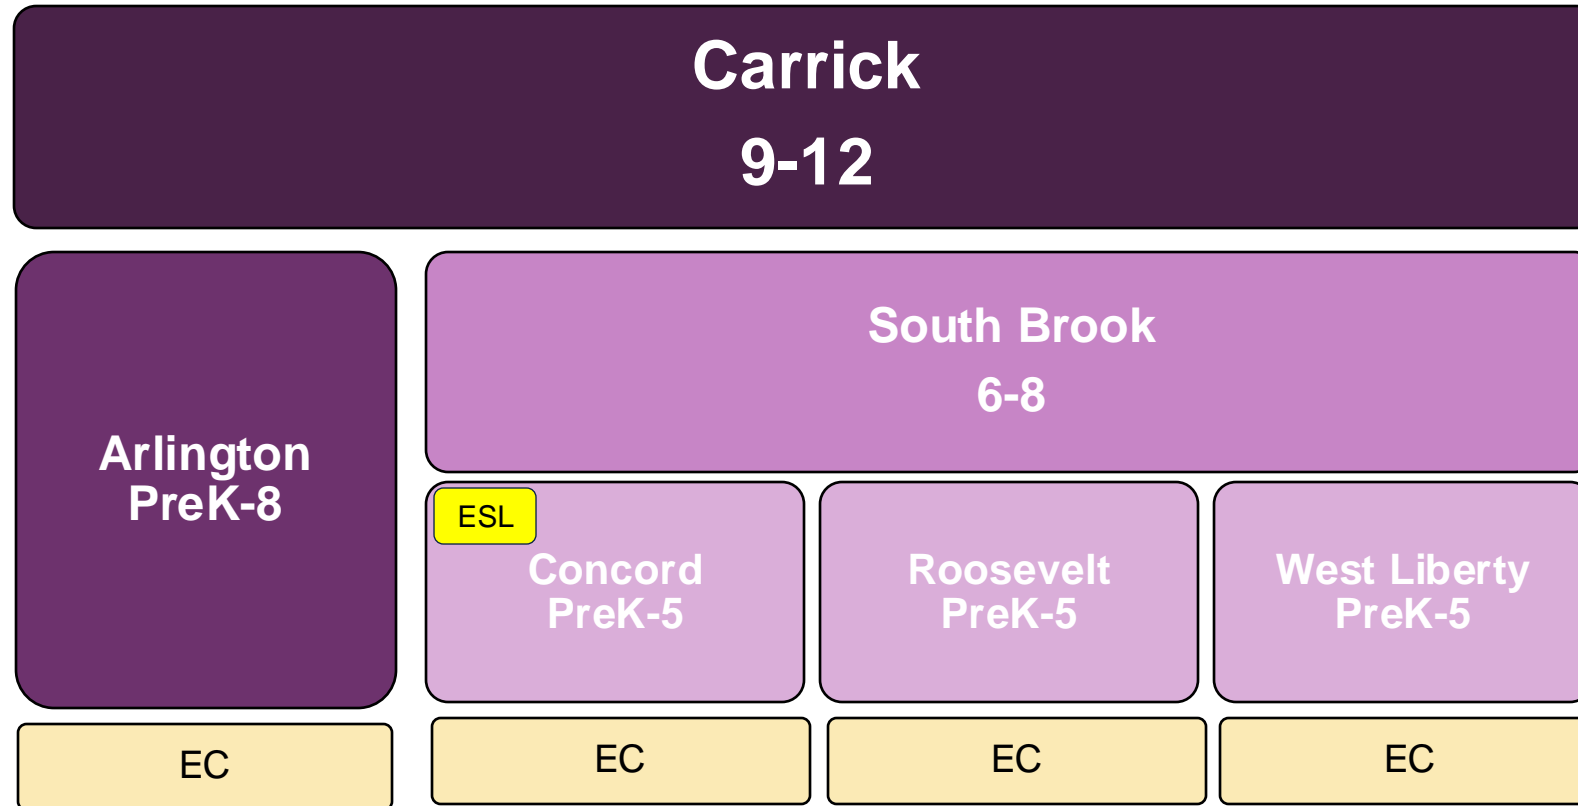 Carrick
9-12
Arlington
PreK-8
South Brook
6-8
ESL
Concord
PreK-5
Roosevelt
PreK-5
West Liberty
PreK-5
EC
EC
EC
EC